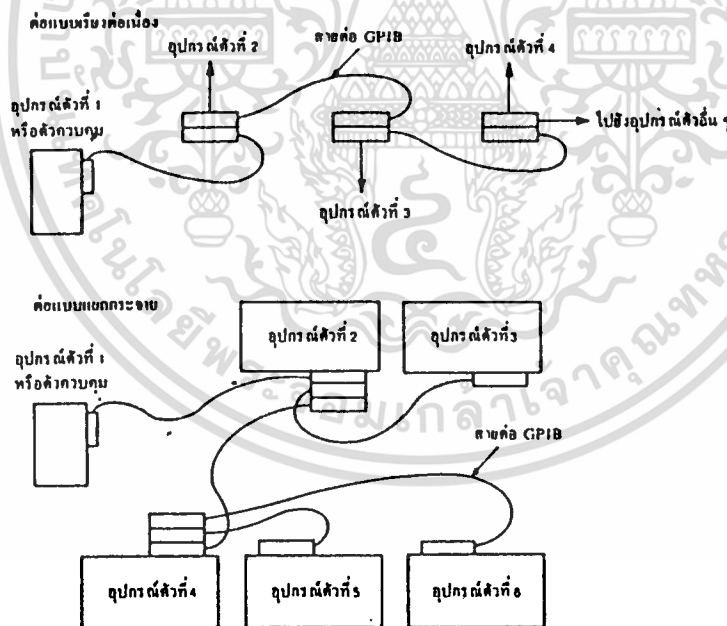 ต่อแบบเรียงต่อเนื่อง
อุปกรณ์ตัวที่ 2
สายต่อ GPIB
อุปกรณ์ตัวที่ 4
อุปกรณ์ตัวที่ 1
หรือตัวควบคุม
ไปยังอุปกรณ์ตัวอื่น ๆ
อุปกรณ์ตัวที่ 3
ต่อแบบแยกกระจาย
อุปกรณ์ตัวที่ 1
หรือตัวควบคุม
อุปกรณ์ตัวที่2
อุปกรณ์ตัวที่3
สายต่อ GPIB
อุปกรณ์ตัวที่4
อุปกรณ์ตัวที่5
อุปกรณ์ตัวที่6